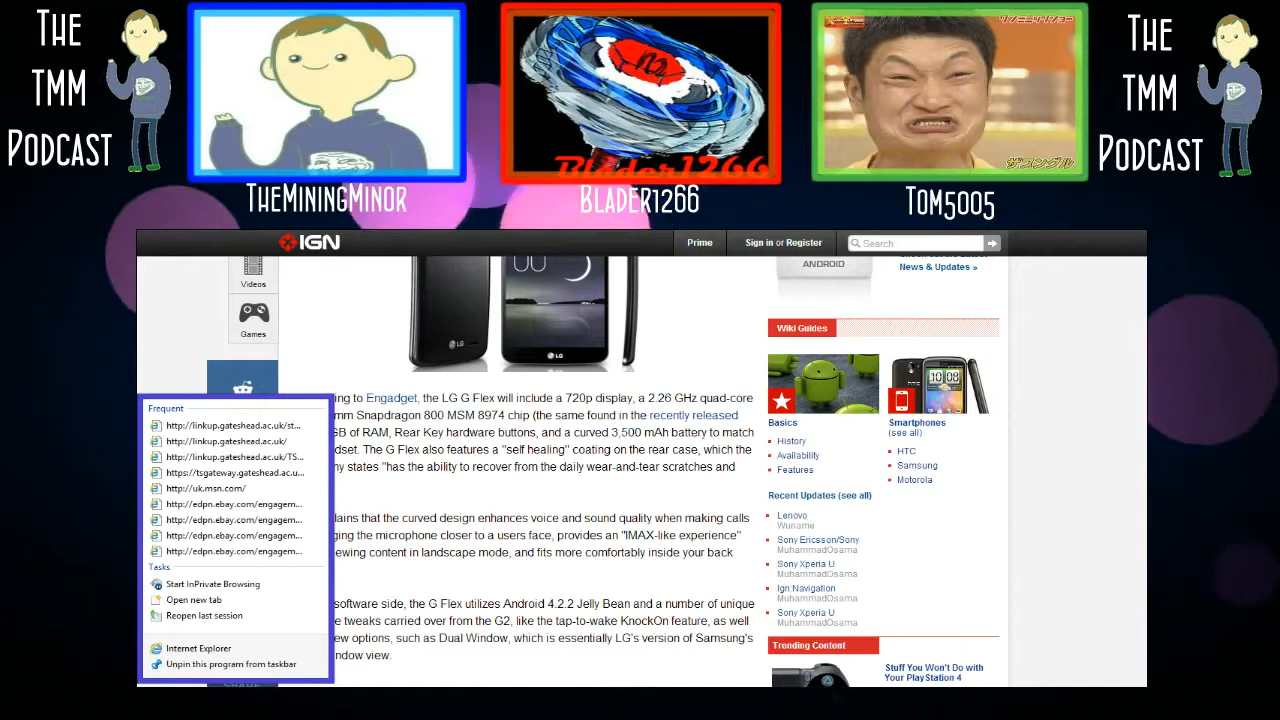 The
TMM
Podcast
TheMiningMinor
Blader1266
Blader1266
ザコングル
Tom5005
The
TMM
Podcast
IGN
Prime
Sign in or Register
Search
Videos
Games
ANDROID
News & Updates »
LG
LG
Wiki Guides
Basics
History
Availability
Features
Smartphones
(see all)
HTC
Samsung
Motorola
Recent Updates (see all)
Lenovo
Wuname
Sony Ericsson/Sony
MuhammadOsama
Sony Xperia U
MuhammadOsama
Ign:Navigation
MuhammadOsama
Sony Xperia U
MuhammadOsama
Trending Content
Stuff You Won't Do with
Your PlayStation 4
ng to Engadget, the LG G Flex will include a 720p display, a 2.26 GHz quad-core
mm Snapdragon 800 MSM 8974 chip (the same found in the recently released
GB of RAM, Rear Key hardware buttons, and a curved 3,500 mAh battery to match
dset. The G Flex also features a "self healing" coating on the rear case, which the
ny states "has the ability to recover from the daily wear-and-tear scratches and
lains that the curved design enhances voice and sound quality when making calls
ging the microphone closer to a users face, provides an "IMAX-like experience"
ewing content in landscape mode, and fits more comfortably inside your back
software side, the G Flex utilizes Android 4.2.2 Jelly Bean and a number of unique
e tweaks carried over from the G2, like the tap-to-wake KnockOn feature, as well
ew options, such as Dual Window, which is essentially LG's version of Samsung's
ndow view.
Frequent
http://linkup.gateshead.ac.uk/st...
http://linkup.gateshead.ac.uk/
http://linkup.gateshead.ac.uk/TS...
https://tsgateway.gateshead.ac.u...
http://uk.msn.com/
http://edpn.ebay.com/engagem...
http://edpn.ebay.com/engagem...
http://edpn.ebay.com/engagem...
http://edpn.ebay.com/engagem...
Tasks
Start InPrivate Browsing
Open new tab
Reopen last session
Internet Explorer
Unpin this program from taskbar
SHARE